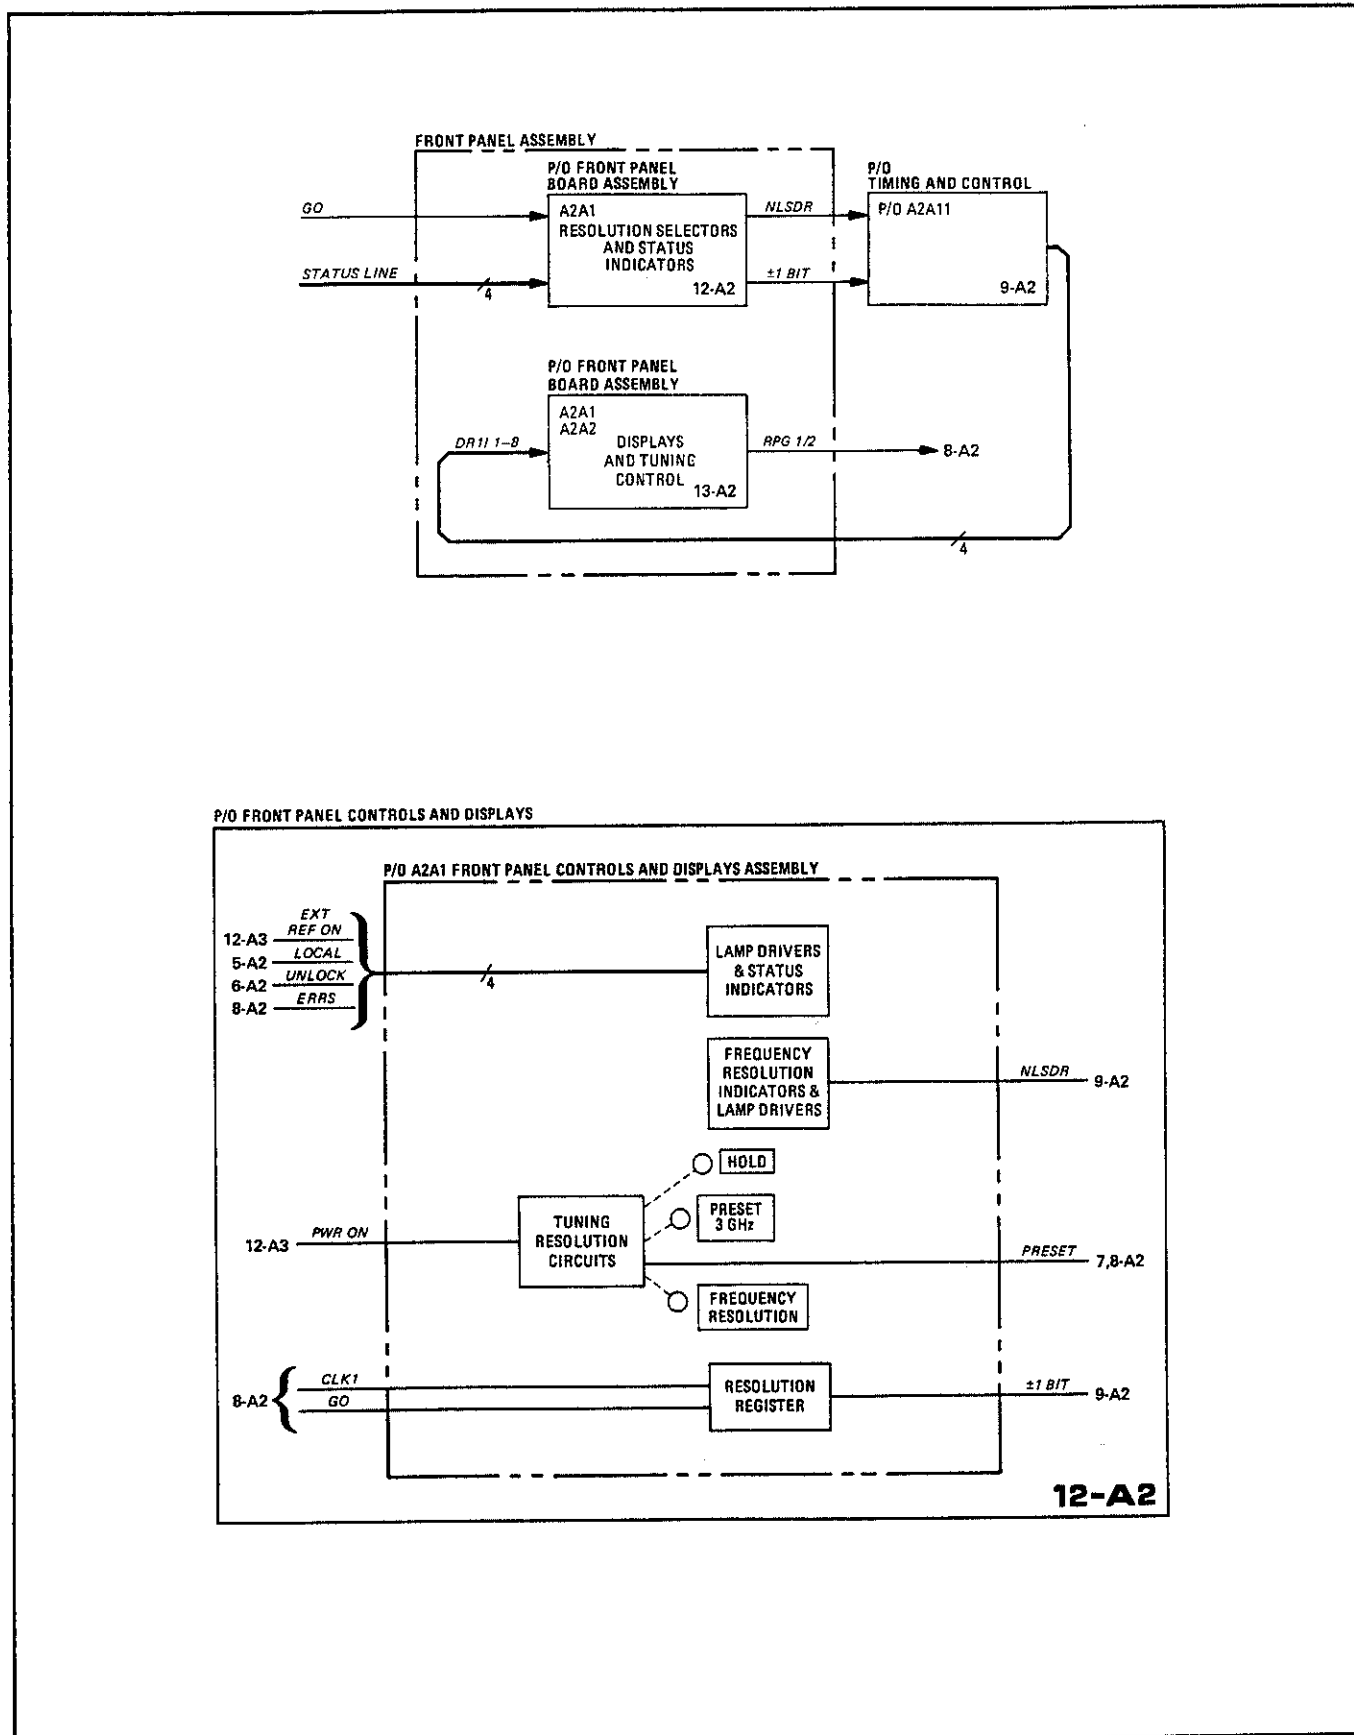 FRONT PANEL ASSEMBLY
P/O FRONT PANEL
BOARD ASSEMBLY
P/O
TIMING AND CONTROL
GO
A2A1
RESOLUTION SELECTORS
AND STATUS
INDICATORS
12-A2
NLSDR
P/O A2A11
STATUS LINE
4
±1 BIT
9-A2
P/O FRONT PANEL
BOARD ASSEMBLY
DR1I 1-8
A2A1
A2A2
DISPLAYS
AND TUNING
CONTROL
13-A2
RPG 1/2
8-A2
4
P/O FRONT PANEL CONTROLS AND DISPLAYS
P/O A2A1 FRONT PANEL CONTROLS AND DISPLAYS ASSEMBLY
EXT
12-A3 REF ON
5-A2 LOCAL
6-A2 UNLOCK
8-A2 ERRS
4
LAMP DRIVERS
& STATUS
INDICATORS
FREQUENCY
RESOLUTION
INDICATORS &
LAMP DRIVERS
NLSDR
9-A2
HOLD
PRESET
3 GHz
12-A3
PWR ON
TUNING
RESOLUTION
CIRCUITS
PRESET
7,8-A2
FREQUENCY
RESOLUTION
8-A2
CLK1
GO
RESOLUTION
REGISTER
±1 BIT
9-A2
12-A2